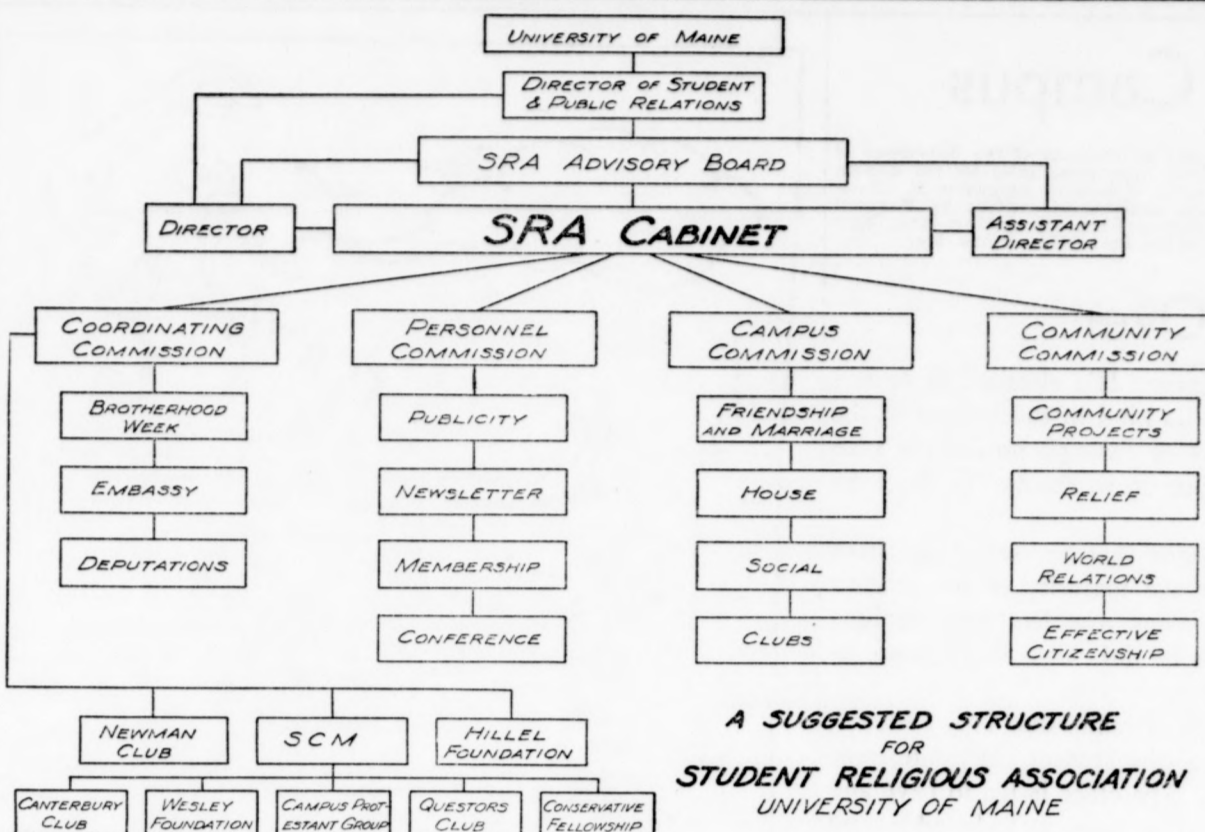 UNIVERSITY OF MAINE
DIRECTOR OF STUDENT
& PUBLIC RELATIONS
SRA ADVISORY BOARD
DIRECTOR
SRA CABINET
ASSISTANT
DIRECTOR
COORDINATING
COMMISSION
PERSONNEL
COMMISSION
CAMPUS
COMMISSION
COMMUNITY
COMMISSION
BROTHERHOOD
WEEK
EMBASSY
DEPUTATIONS
PUBLICITY
NEWSLETTER
MEMBERSHIP
CONFERENCE
FRIENDSHIP
AND MARRIAGE
HOUSE
SOCIAL
CLUBS
COMMUNITY
PROJECTS
RELIEF
WORLD
RELATIONS
EFFECTIVE
CITIZENSHIP
NEWMAN
CLUB
SCM
HILLEL
FOUNDATION
CANTERBURY
CLUB
WESLEY
FOUNDATION
CAMPUS PROT-
ESTANT GROUP
QUESTORS
CLUB
CONSERVATIVE
FELLOWSHIP
A SUGGESTED STRUCTURE
FOR
STUDENT RELIGIOUS ASSOCIATION
UNIVERSITY OF MAINE
Campus